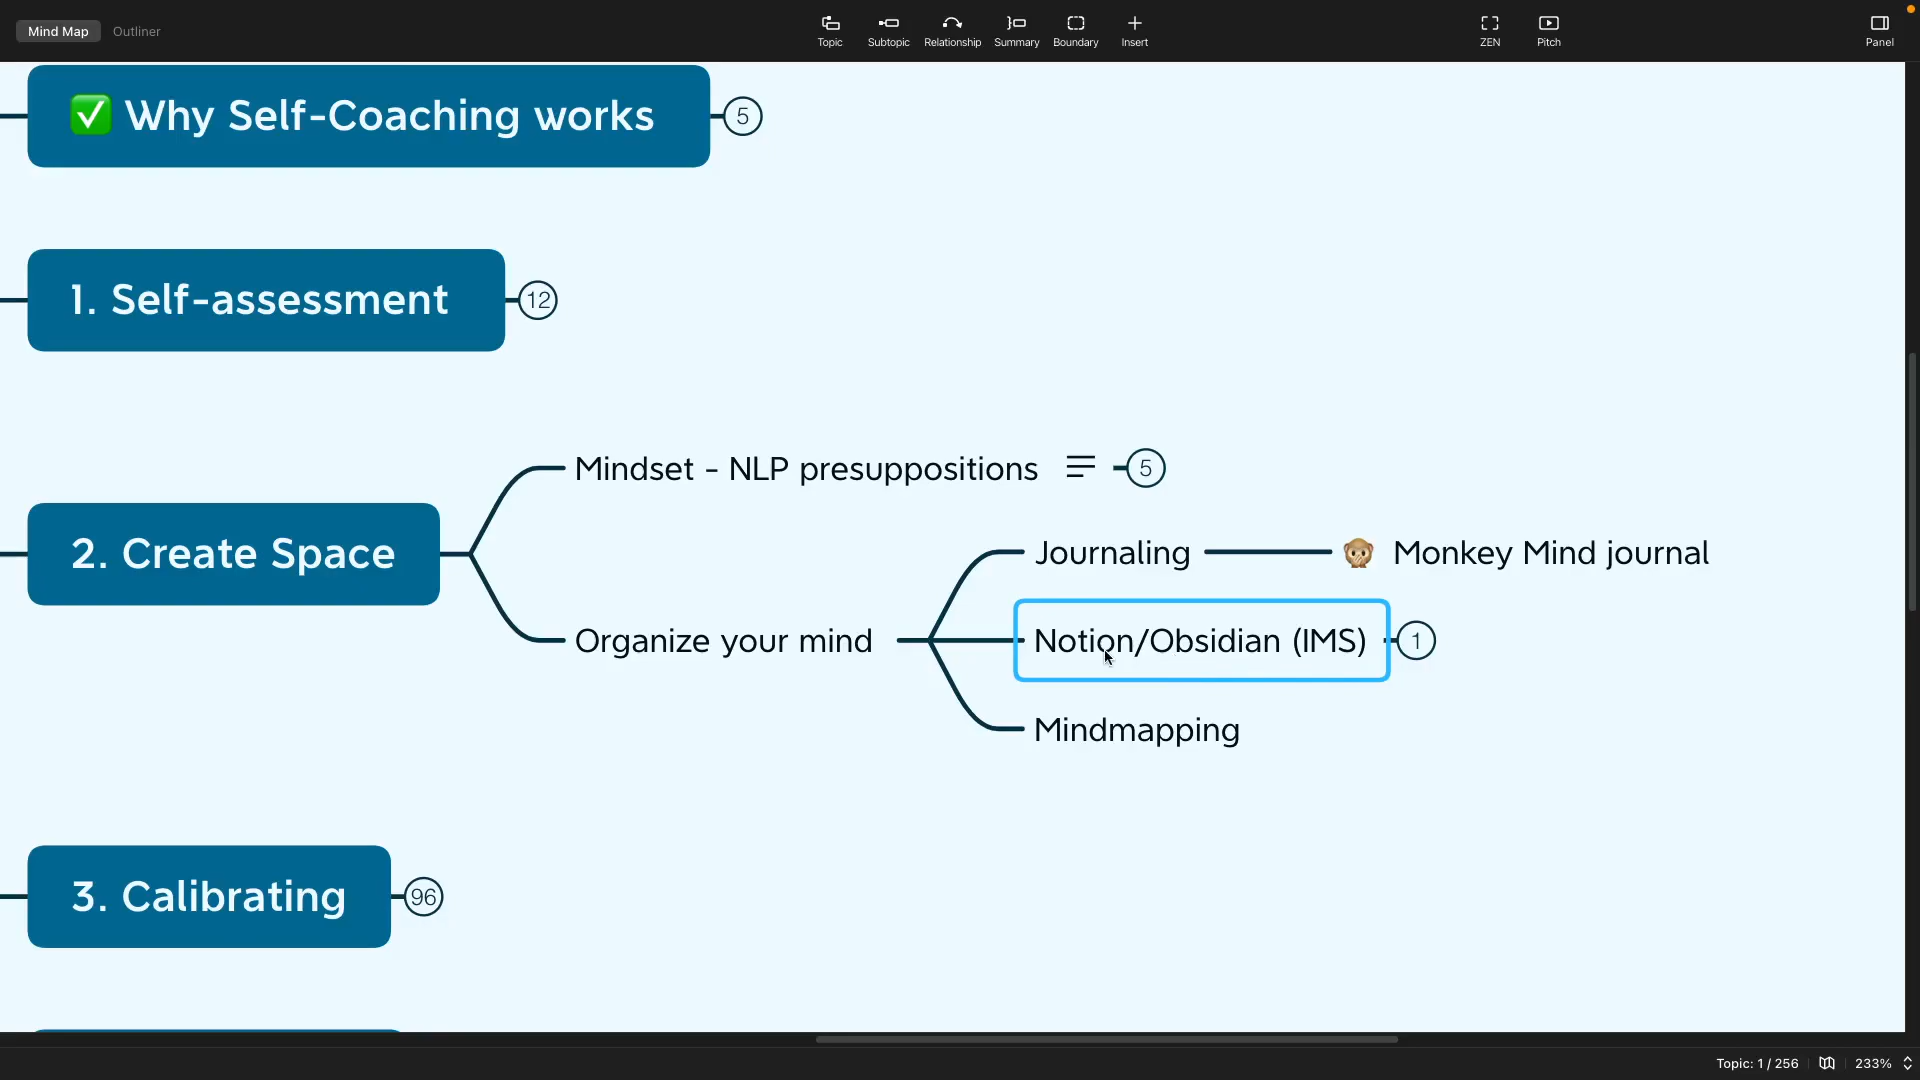 Mind Map
Outliner
Topic
Subtopic
Relationship
Summary
Boundary
Insert
ZEN
Pitch
Panel
Why Self-Coaching works
5
1. Self-assessment
12
Mindset - NLP presuppositions
5
2. Create Space
Journaling
Monkey Mind journal
Organize your mind
Notion/Obsidian (IMS)
1
Mindmapping
3. Calibrating
96
Topic: 1 / 256
233%